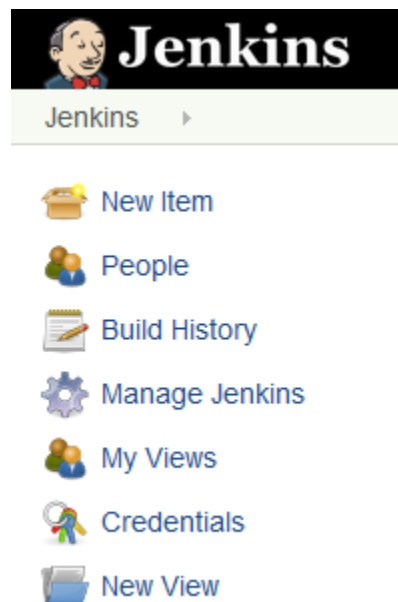 Jenkins
Jenkins
New Item
People
Build History
Manage Jenkins
My Views
Credentials
New View